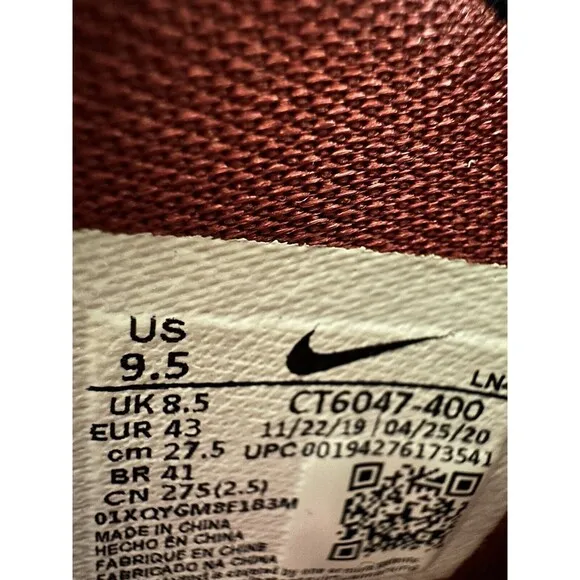 US
9.5
LN
UK 8.5
CT6047-400
EUR 43
11/22/19 04/25/20
cm 27.5
UPC 00194276173541
BR 41
CN 275(2.5)
01XQYGM8E1B3M
MADE IN CHINA
HECHO EN CHINA
FABRIQUE EN CHINE
FABRICADO NA CHINA